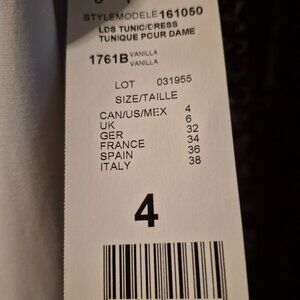 STYLE/MODELE 161050
LDS TUNIC/DRESS
TUNIQUE POUR DAME
1761B VANILLA
VANILLA
LOT 031955
SIZE/TAILLE
CAN/US/MEX 4
UK 6
GER 32
FRANCE 34
SPAIN 36
ITALY 38
4